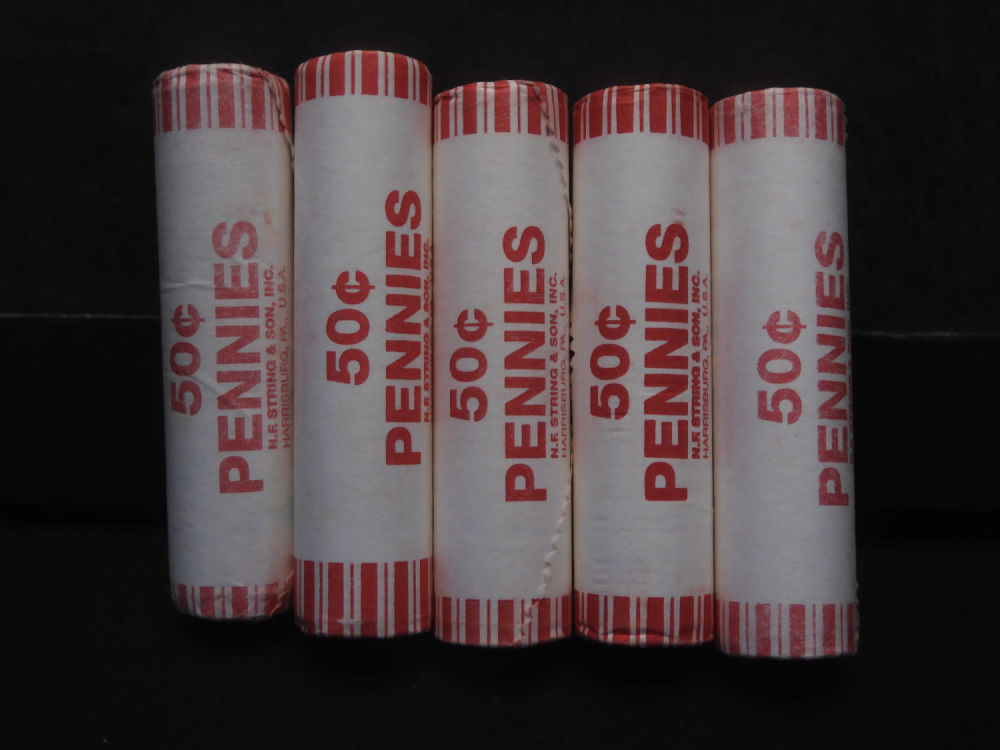 50¢
PENNIES
N.F. STRING & SON, INC.
HARRISBURG, PA., U.S.A.
50¢
PENNIES
N.F. STRING & SON, INC.
50¢
PENNIES
N.F. STRING & SON, INC.
HARRISBURG, PA., U.S.A.
50¢
PENNIES
N.F. STRING & SON, INC.
HARRISBURG, PA., U.S.A.
50¢
PENNIES